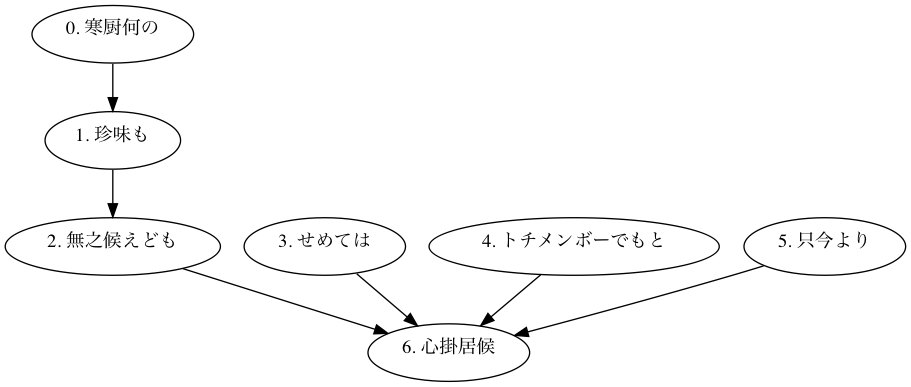 0. 寒厨何の
1. 珍味も
2. 無之候えども
3. せめては
4. トチメンボーでもと
5. 只今より
6. 心掛居候